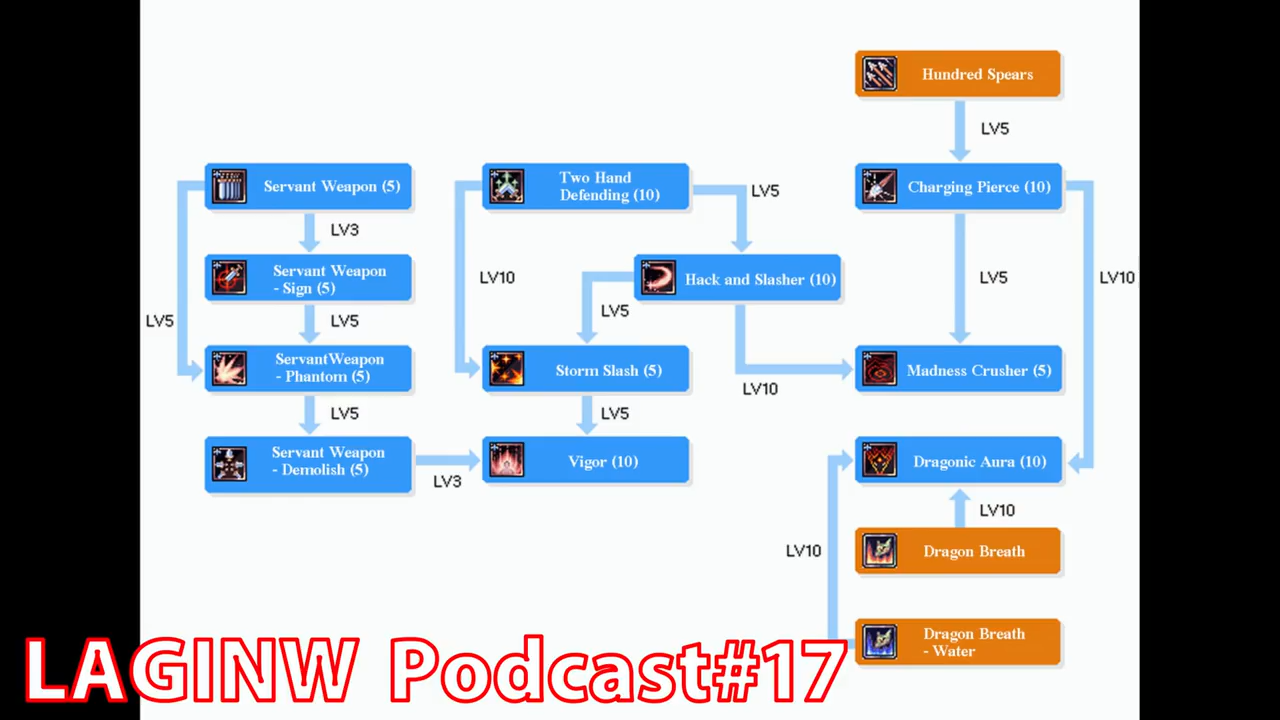 Hundred Spears
LV5
Servant Weapon (5)
Two Hand
Defending (10)
LV5
Charging Pierce (10)
LV3
Servant Weapon
- Sign (5)
LV10
Hack and Slasher (10)
LV5
LV10
LV5
LV5
LV5
ServantWeapon
- Phantom (5)
Storm Slash (5)
LV10
Madness Crusher (5)
LV5
LV5
Servant Weapon
- Demolish (5)
LV3
Vigor (10)
Dragonic Aura (10)
LV10
LV10
Dragon Breath
Dragon Breath
- Water
LAGINW Podcast#17